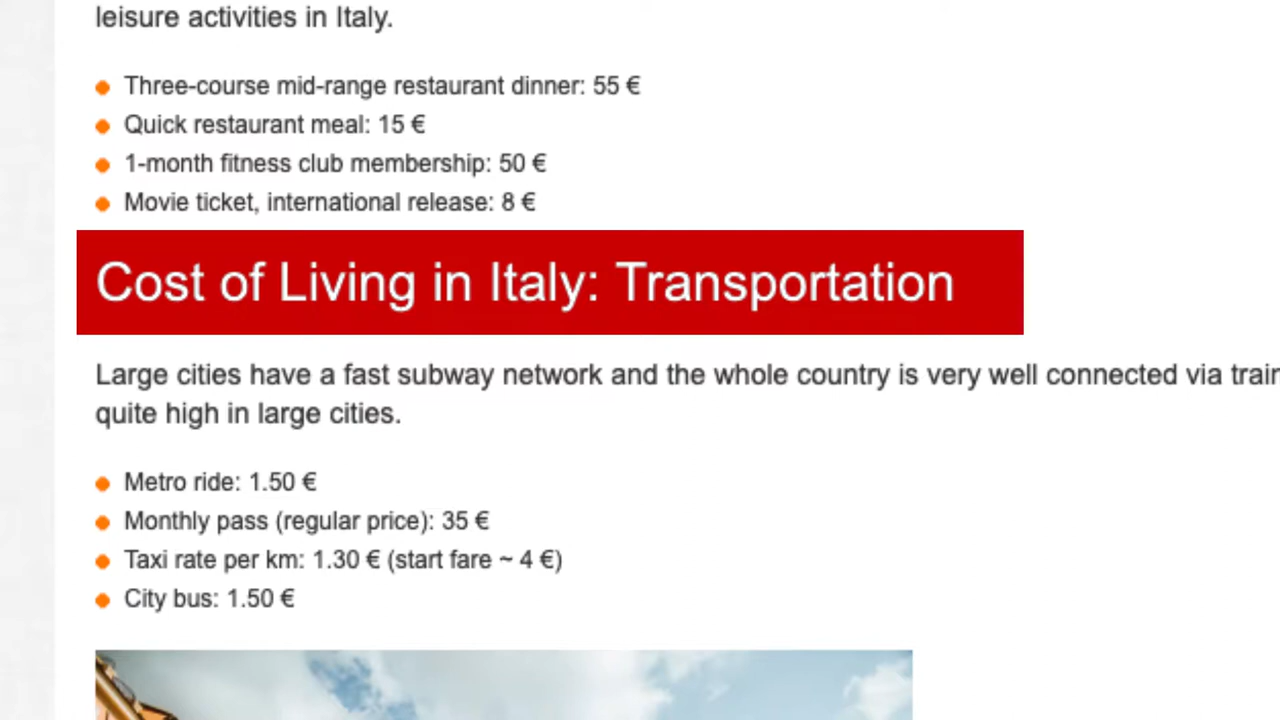 leisure activities in Italy.
Three-course mid-range restaurant dinner: 55 €
Quick restaurant meal: 15 €
1-month fitness club membership: 50 €
Movie ticket, international release: 8 €
Cost of Living in Italy: Transportation
Large cities have a fast subway network and the whole country is very well connected via
quite high in large cities.
Metro ride: 1.50 €
Monthly pass (regular price): 35 €
Taxi rate per km: 1.30 € (start fare ~ 4 €)
City bus: 1.50 €